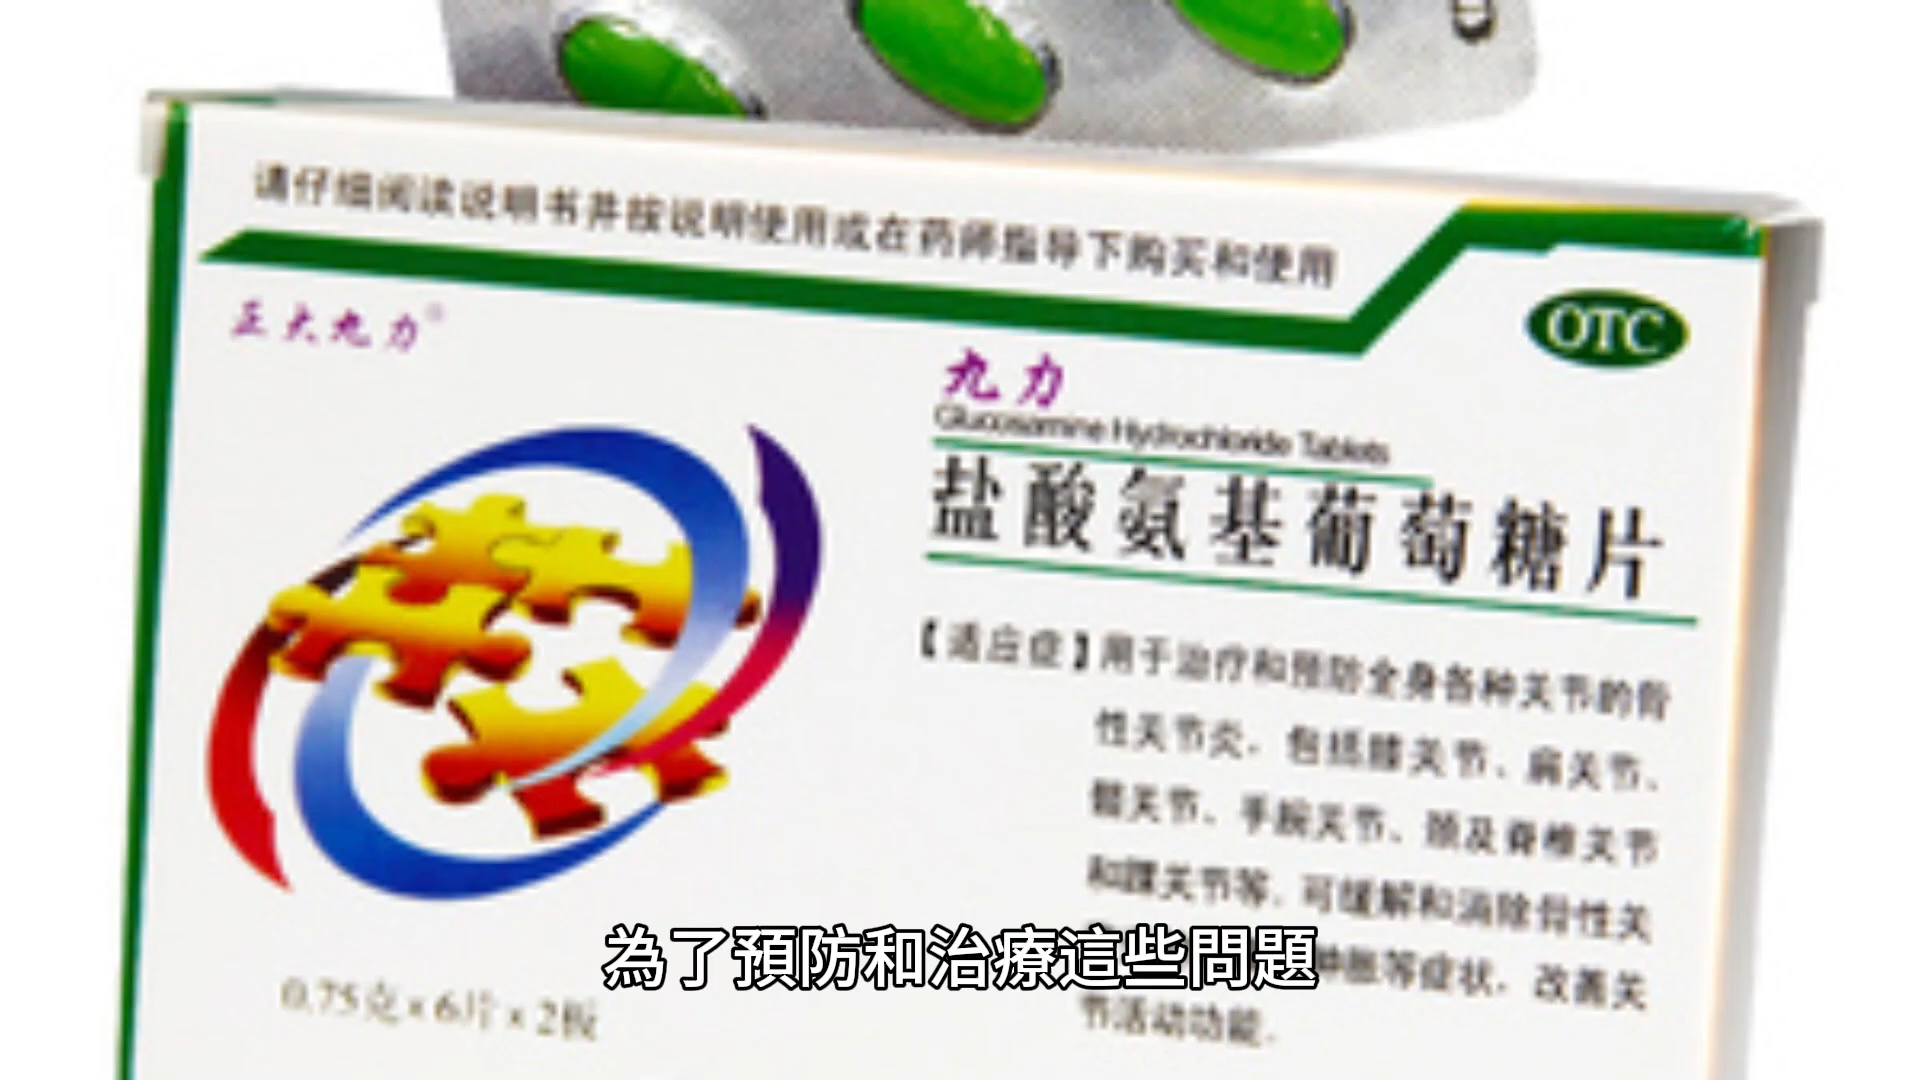 请仔细阅读说明书并按说明使用或在药师指导下购买和使用
OTC
正大丸力®
丸力
Glucosamine Hydrochloride Tablets
盐酸氨基葡萄糖片
【适应症】用于治疗和预防全身各种关节的骨
性关节炎，包括膝关节、肩关节、
髋关节、手腕关节、颈及脊椎关节
和踝关节等。可缓解和消除骨性关
肿胀等症状，改善关
节活动功能。
0.75克×6片×2板
為了預防和治療這些問題